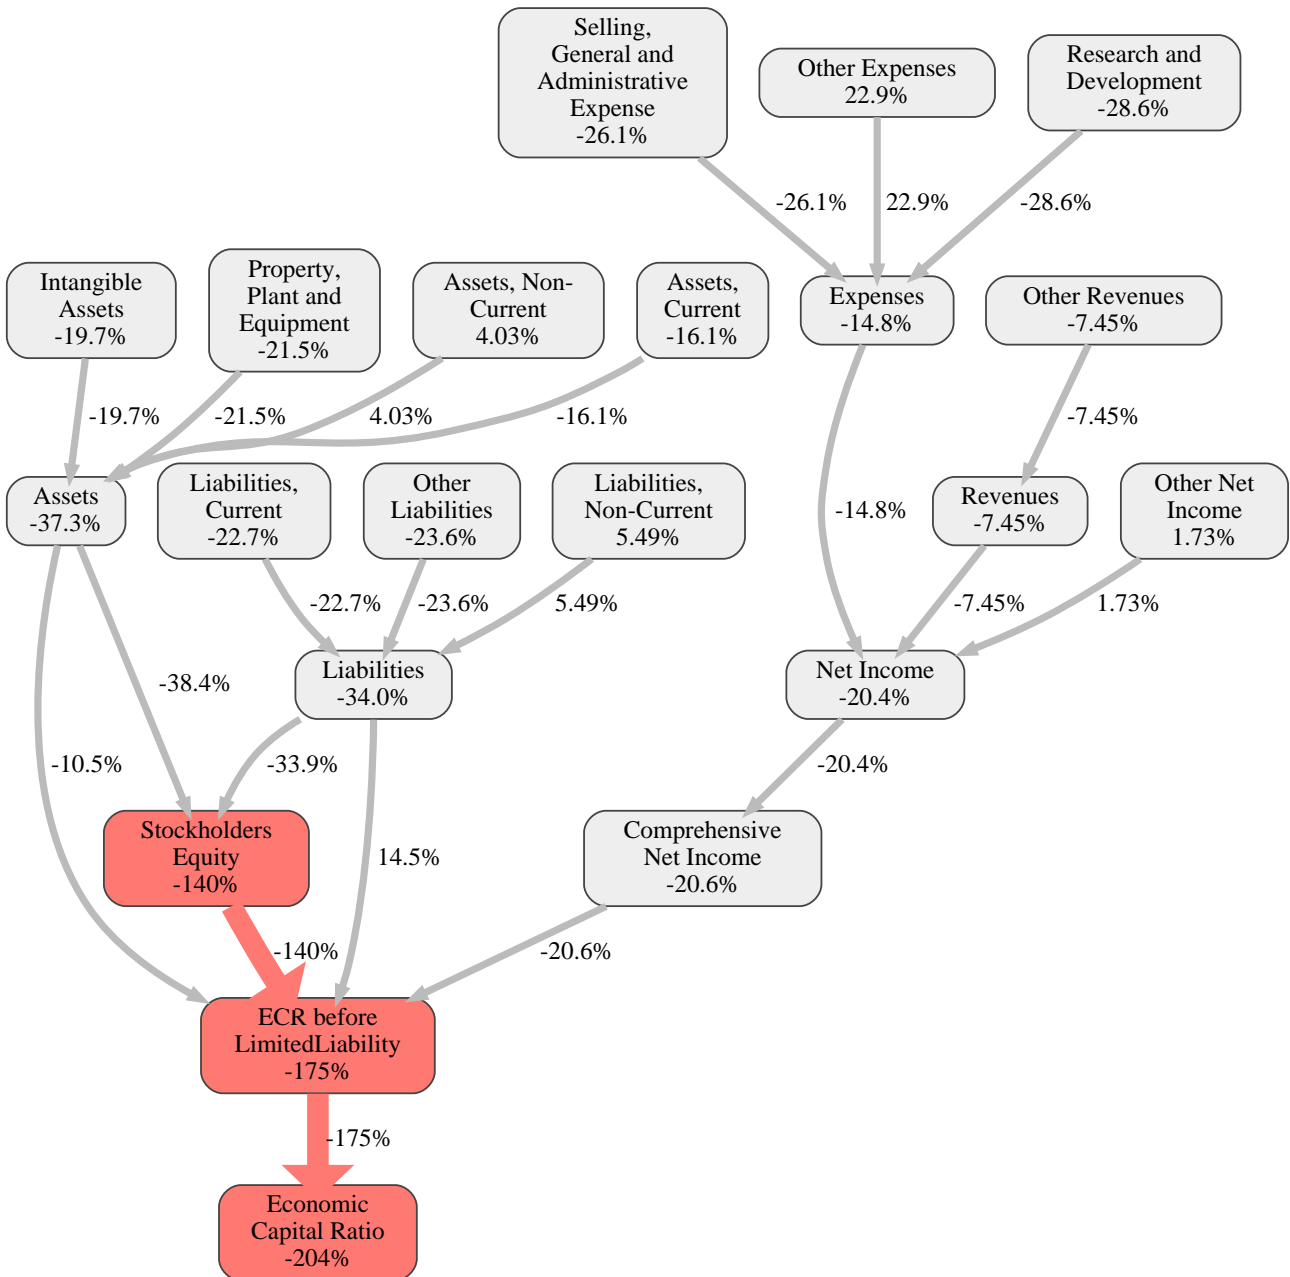 Selling,
General and
Administrative
Expense
-26.1%
Other Expenses
22.9%
Research and
Development
-28.6%
-26.1%
22.9%
-28.6%
Intangible
Assets
-19.7%
Property,
Plant and
Equipment
-21.5%
Assets, Non-
Current
4.03%
Assets,
Current
-16.1%
Expenses
-14.8%
Other Revenues
-7.45%
-19.7%
-21.5%
4.03%
-16.1%
-7.45%
Assets
-37.3%
Liabilities,
Current
-22.7%
Other
Liabilities
-23.6%
Liabilities,
Non-Current
5.49%
-14.8%
Revenues
-7.45%
Other Net
Income
1.73%
-22.7%
-23.6%
5.49%
-7.45%
1.73%
-38.4%
Liabilities
-34.0%
Net Income
-20.4%
-10.5%
-33.9%
-20.4%
Stockholders
Equity
-140%
14.5%
Comprehensive
Net Income
-20.6%
-140%
-20.6%
ECR before
LimitedLiability
-175%
-175%
Economic
Capital Ratio
-204%